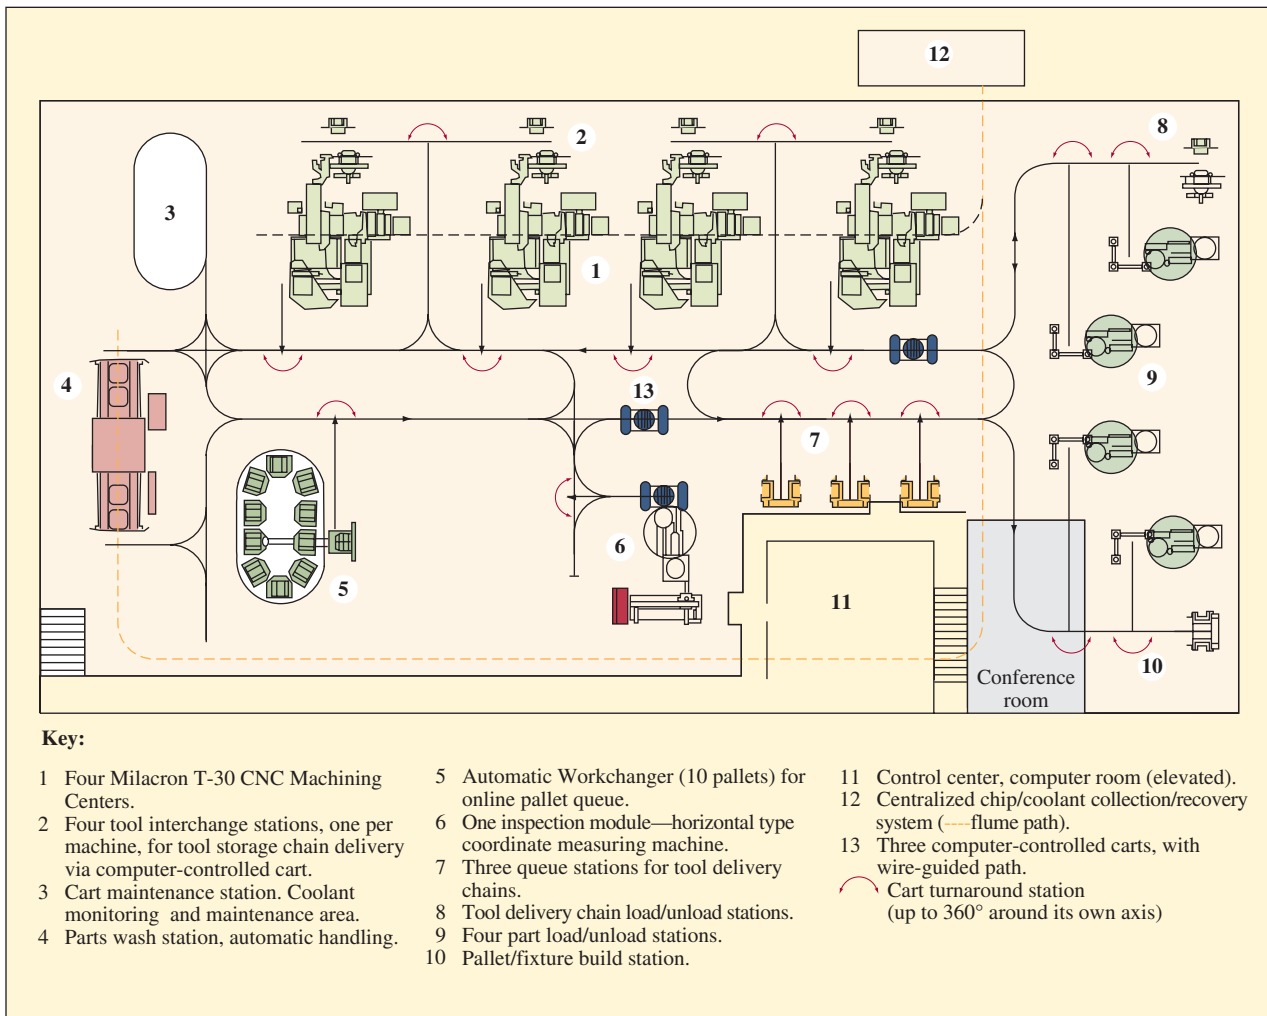 12
2
8
3
1
4
13
9
7
6
5
11
10
Conference
room
Key:
1 Four Milacron T-30 CNC Machining
Centers.
2 Four tool interchange stations, one per
machine, for tool storage chain delivery
via computer-controlled cart.
3 Cart maintenance station. Coolant
monitoring and maintenance area.
4 Parts wash station, automatic handling.
5 Automatic Workchanger (10 pallets) for
online pallet queue.
6 One inspection module—horizontal type
coordinate measuring machine.
7 Three queue stations for tool delivery
chains.
8 Tool delivery chain load/unload stations.
9 Four part load/unload stations.
10 Pallet/fixture build station.
11 Control center, computer room (elevated).
12 Centralized chip/coolant collection/recovery
system (----flume path).
13 Three computer-controlled carts, with
wire-guided path.
Cart turnaround station
(up to 360° around its own axis)